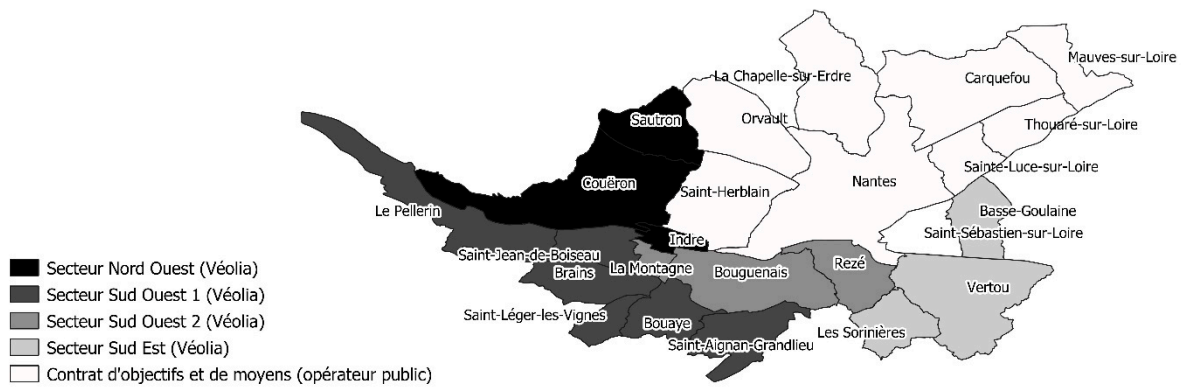 Mauves-sur-Loire
La Chapelle-sur-Erdre
Carquefou
Sautron
Orvault
Thouaré-sur-Loire
Sainte-Luce-sur-Loire
Couëron
Saint-Herblain
Nantes
Le Pellerin
Basse-Goulaine
Saint-Sébastien-sur-Loire
Indre
Saint-Jean-de-Boiseau
Brains
La Montagne
Bouguenais
Rezé
Vertou
Saint-Léger-les-Vignes
Bouaye
Les Sorinières
Saint-Aignan-Grandlieu
Secteur Nord Ouest (Véolia)
Secteur Sud Ouest 1 (Véolia)
Secteur Sud Ouest 2 (Véolia)
Secteur Sud Est (Véolia)
Contrat d'objectifs et de moyens (opérateur public)